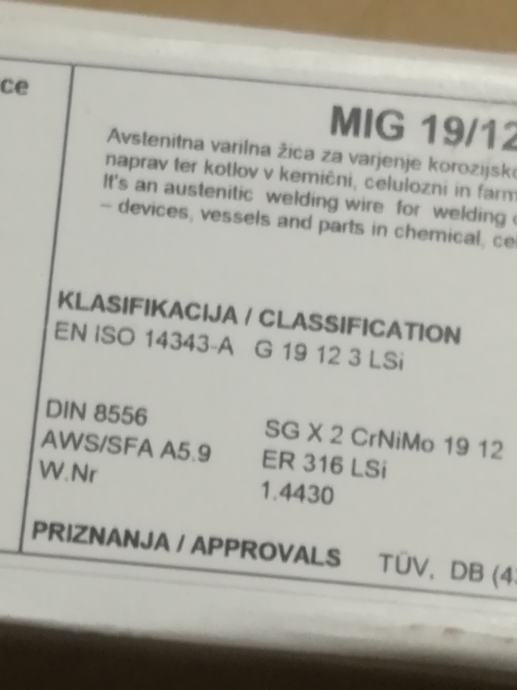 ce
MIG 19/12
Avstenitna varilna žica za varjenje korozijsko
naprav ter kotlov v kemični, celulozni in farm
It's an austenitic welding wire for welding
– devices, vessels and parts in chemical, ce
KLASIFIKACIJA / CLASSIFICATION
EN ISO 14343-A G 19 12 3 LSi
DIN 8556 SG X 2 CrNiMo 19 12
AWS/SFA A5.9 ER 316 LSi
W.Nr 1.4430
PRIZNANJA / APPROVALS TÜV, DB (4